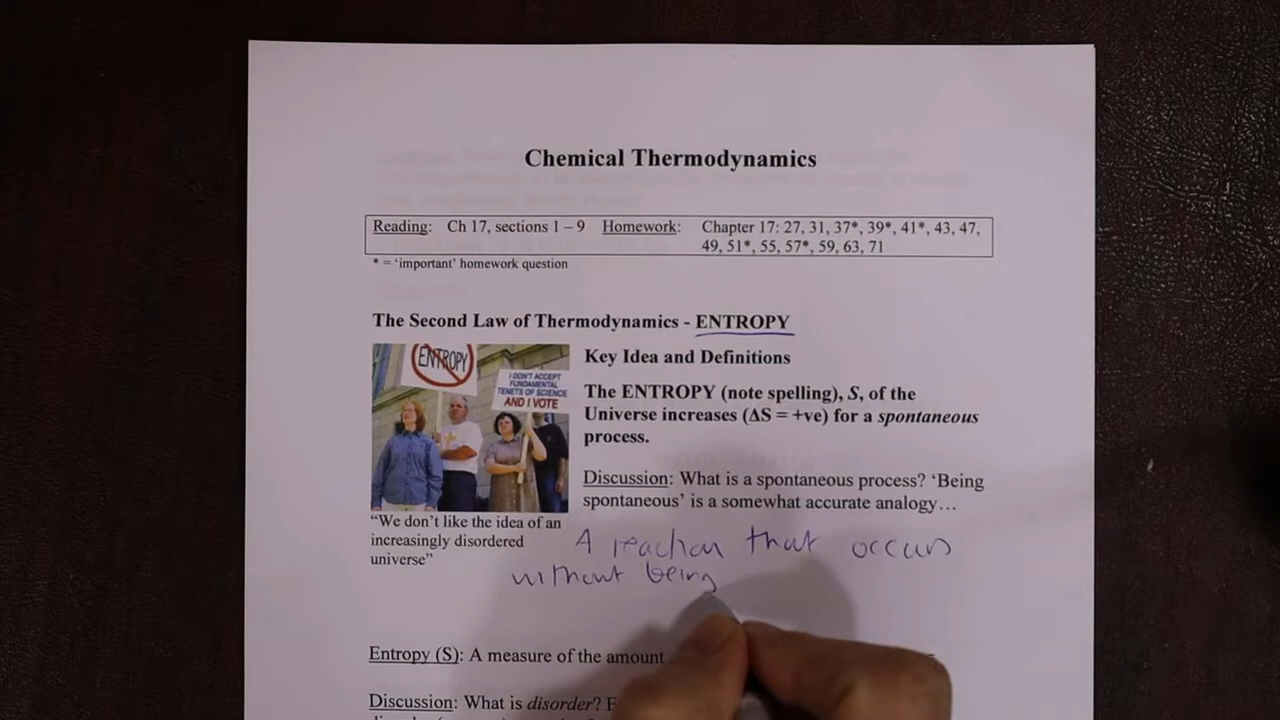 Chemical Thermodynamics
Reading: Ch 17, sections 1 – 9 Homework: Chapter 17: 27, 31, 37*, 39*, 41*, 43, 47,
49, 51*, 55, 57*, 59, 63, 71
* = ‘important’ homework question
The Second Law of Thermodynamics - ENTROPY
ENTROPY
I DON'T ACCEPT
FUNDAMENTAL
TENETS OF SCIENCE
AND I VOTE
“We don’t like the idea of an
increasingly disordered
universe”
Key Idea and Definitions
The ENTROPY (note spelling), S, of the
Universe increases (ΔS = +ve) for a spontaneous
process.
Discussion: What is a spontaneous process? ‘Being
spontaneous’ is a somewhat accurate analogy…
A reaction that occurs
without being
Entropy (S): A measure of the amount
Discussion: What is disorder?